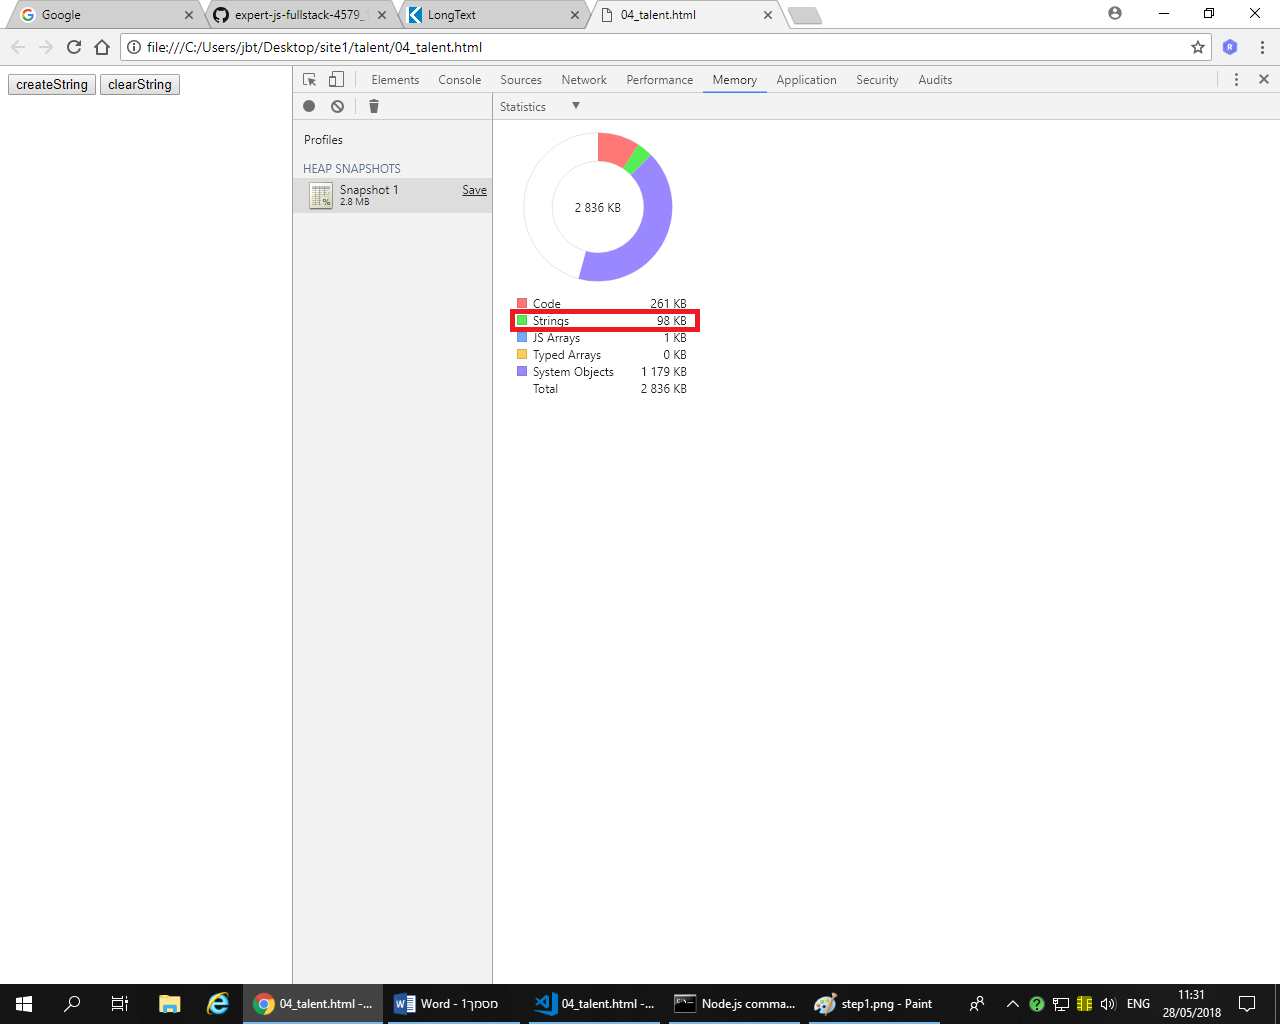 Google
expert-js-fullstack-4579_
LongText
04_talent.html
file:///C:/Users/jbt/Desktop/site1/talent/04_talent.html
createString clearString
Elements Console Sources Network Performance Memory Application Security Audits
Statistics
Profiles
HEAP SNAPSHOTS
Snapshot 1 Save
2.8 MB
2 836 KB
Code 261 KB
Strings 98 KB
JS Arrays 1 KB
Typed Arrays 0 KB
System Objects 1 179 KB
Total 2 836 KB
04_talent.html -...
Word - מסמך1
04_talent.html -...
Node.js comma...
step1.png - Paint
ENG
11:31
28/05/2018